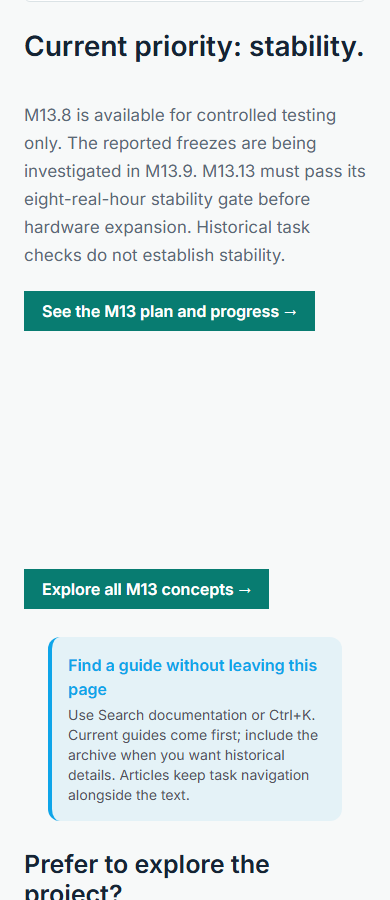 Current priority: stability.
M13.8 is available for controlled testing
only. The reported freezes are being
investigated in M13.9. M13.13 must pass its
eight-real-hour stability gate before
hardware expansion. Historical task
checks do not establish stability.
See the M13 plan and progress →
Explore all M13 concepts →
Find a guide without leaving this
page
Use Search documentation or Ctrl+K.
Current guides come first; include the
archive when you want historical
details. Articles keep task navigation
alongside the text.
Prefer to explore the
project?